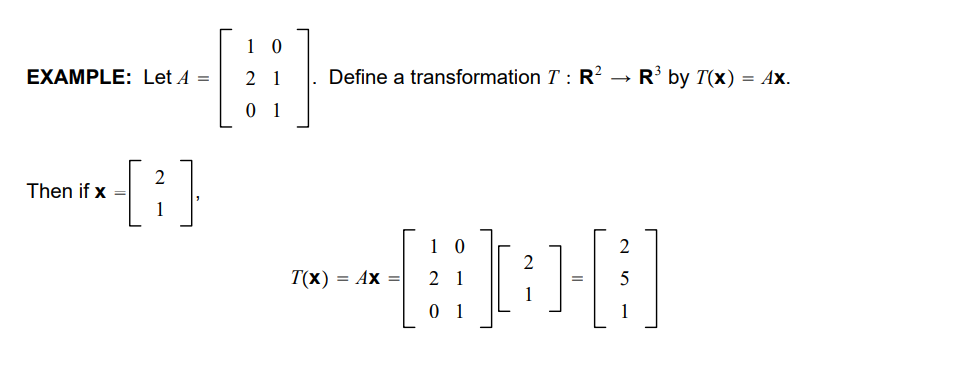 EXAMPLE: Let A = [ 1 0 ; 2 1 ; 0 1 ] . Define a transformation T : R² → R³ by T(x) = Ax.
Then if x = [ 2 ; 1 ] ,
T(x) = Ax = [ 1 0 ; 2 1 ; 0 1 ] [ 2 ; 1 ] = [ 2 ; 5 ; 1 ]